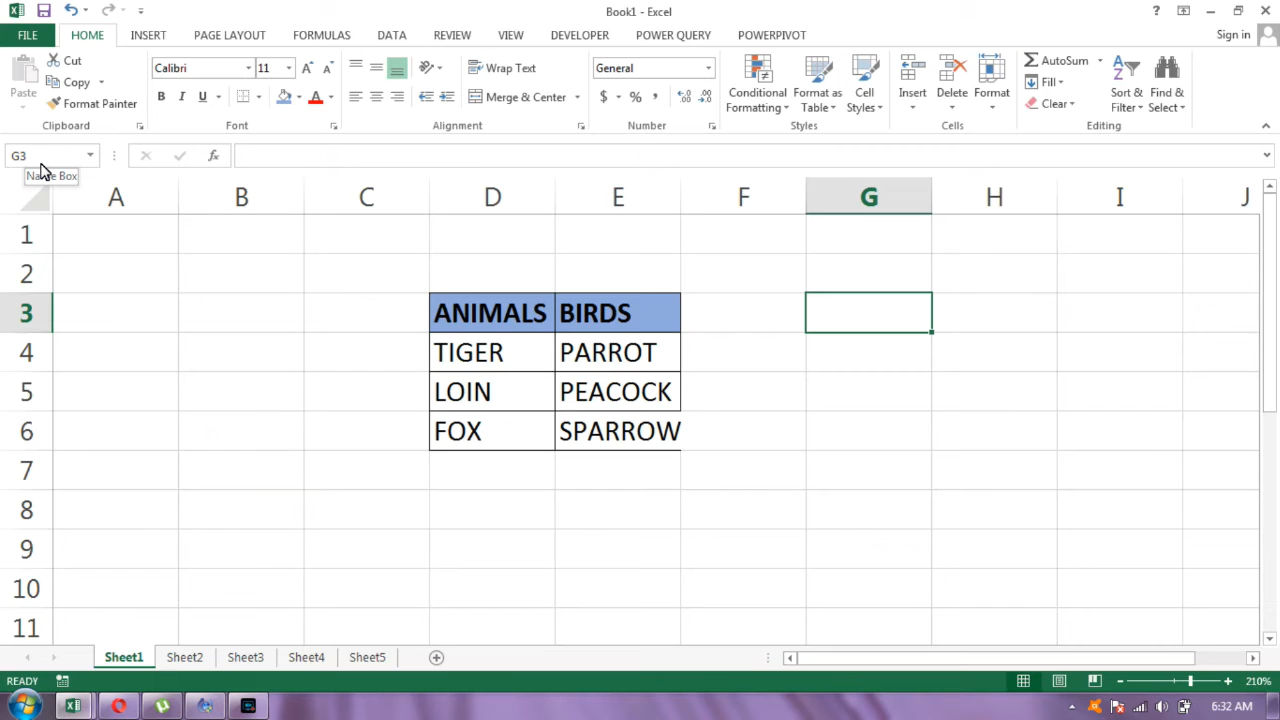 Book1 - Excel
?
FILE HOME INSERT PAGE LAYOUT FORMULAS DATA REVIEW VIEW DEVELOPER POWER QUERY POWERPIVOT Sign in
Paste
Cut
Copy
Format Painter
Clipboard
Calibri 11
B I U A
Font
Wrap Text
Merge & Center
Alignment
General
$ % ,
Number
Conditional Formatting
Format as Table
Cell Styles
Styles
Insert Delete Format
Cells
AutoSum
Fill
Clear
Sort & Filter
Find & Select
Editing
G3 fx
Box
A B C D E F G H I J
1
2
3 ANIMALS BIRDS
4 TIGER PARROT
5 LOIN PEACOCK
6 FOX SPARROW
7
8
9
10
11
Sheet1 Sheet2 Sheet3 Sheet4 Sheet5
READY 210%
6:32 AM